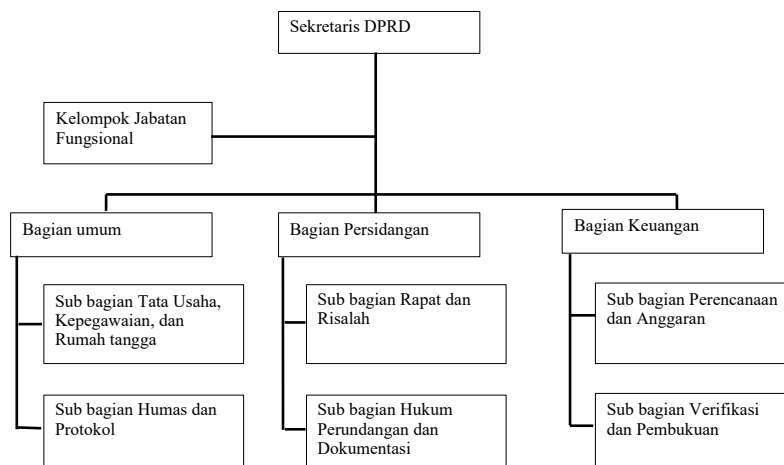 Sekretaris DPRD
Kelompok Jabatan
Fungsional
Bagian umum
Bagian Persidangan
Bagian Keuangan
Sub bagian Tata Usaha,
Kepegawaian, dan
Rumah tangga
Sub bagian Rapat dan
Risalah
Sub bagian Perencanaan
dan Anggaran
Sub bagian Humas dan
Protokol
Sub bagian Hukum
Perundangan dan
Dokumentasi
Sub bagian Verifikasi
dan Pembukuan